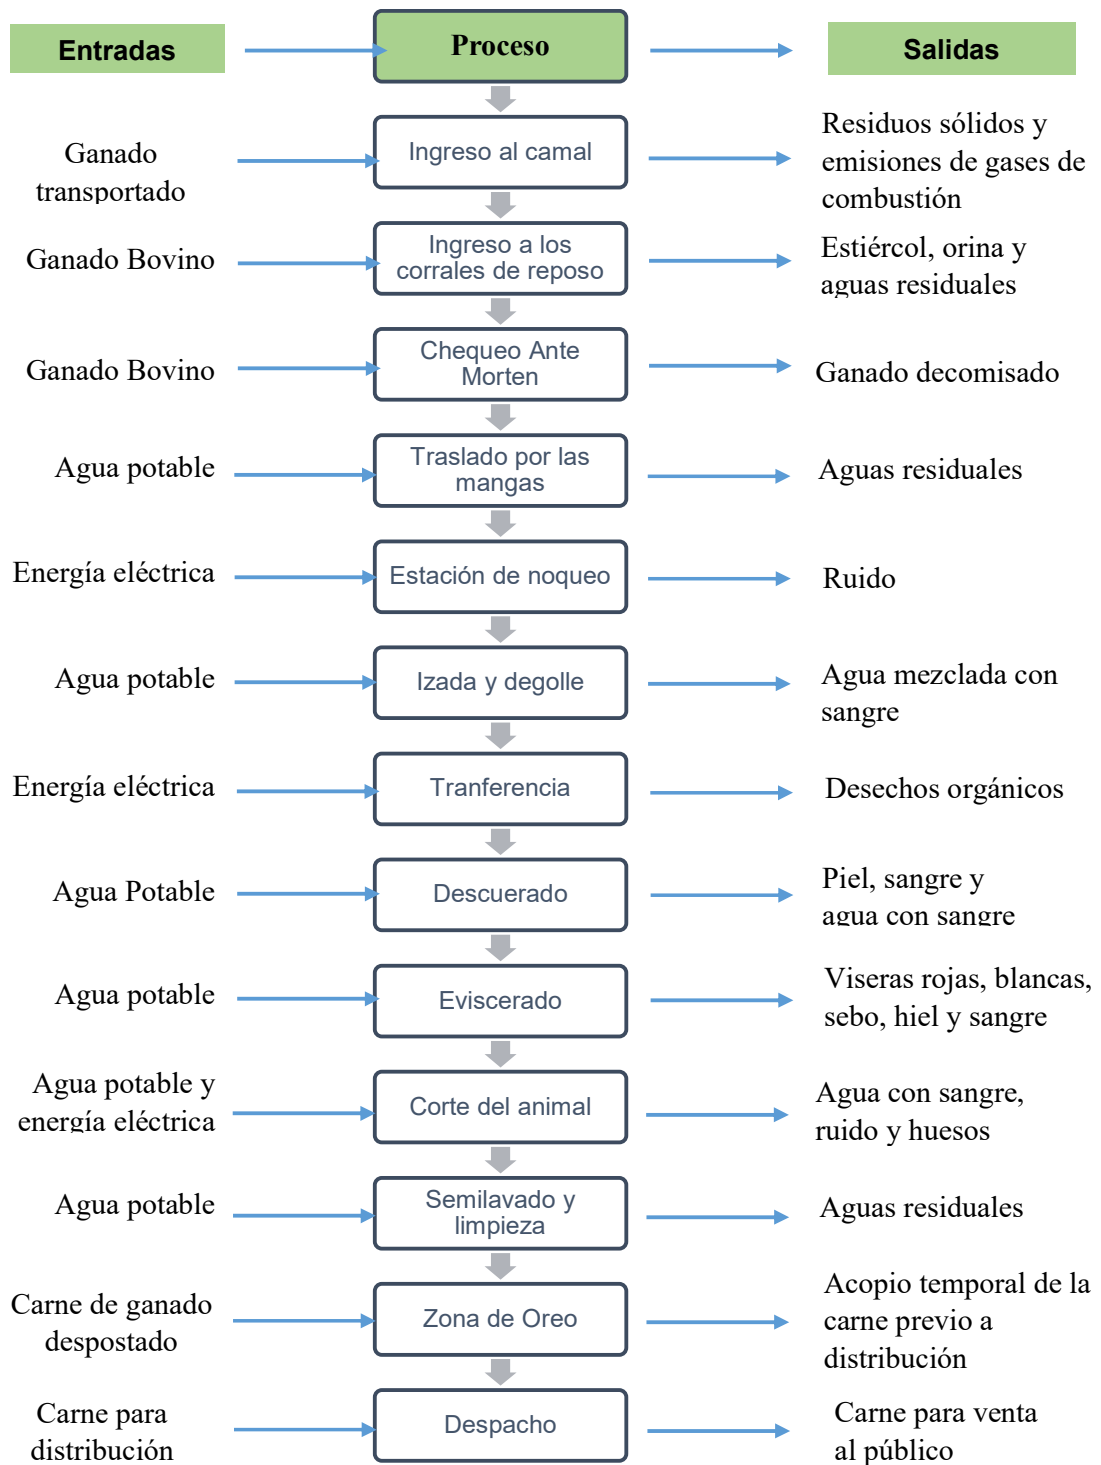 Entradas
Proceso
Salidas
Ganado
transportado
Ingreso al camal
Residuos sólidos y
emisiones de gases de
combustión
Ganado Bovino
Ingreso a los
corrales de reposo
Estiércol, orina y
aguas residuales
Ganado Bovino
Chequeo Ante
Morten
Ganado decomisado
Agua potable
Traslado por las
mangas
Aguas residuales
Energía eléctrica
Estación de noqueo
Ruido
Agua potable
Izada y degolle
Agua mezclada con
sangre
Energía eléctrica
Tranferencia
Desechos orgánicos
Agua Potable
Descuerado
Piel, sangre y
agua con sangre
Agua potable
Eviscerado
Viseras rojas, blancas,
sebo, hiel y sangre
Agua potable y
energía eléctrica
Corte del animal
Agua con sangre,
ruido y huesos
Agua potable
Semilavado y
limpieza
Aguas residuales
Carne de ganado
despostado
Zona de Oreo
Acopio temporal de la
carne previo a
distribución
Carne para
distribución
Despacho
Carne para venta
al público